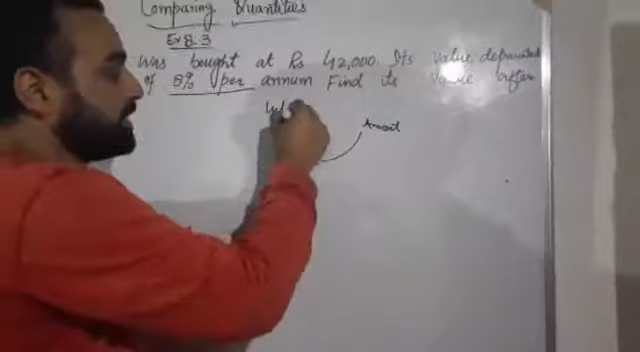 Comparing Quantities
Ex 8.3
was bought at Rs 42,000. Its value depreciated
of 8% per annum Find its value after
Amount